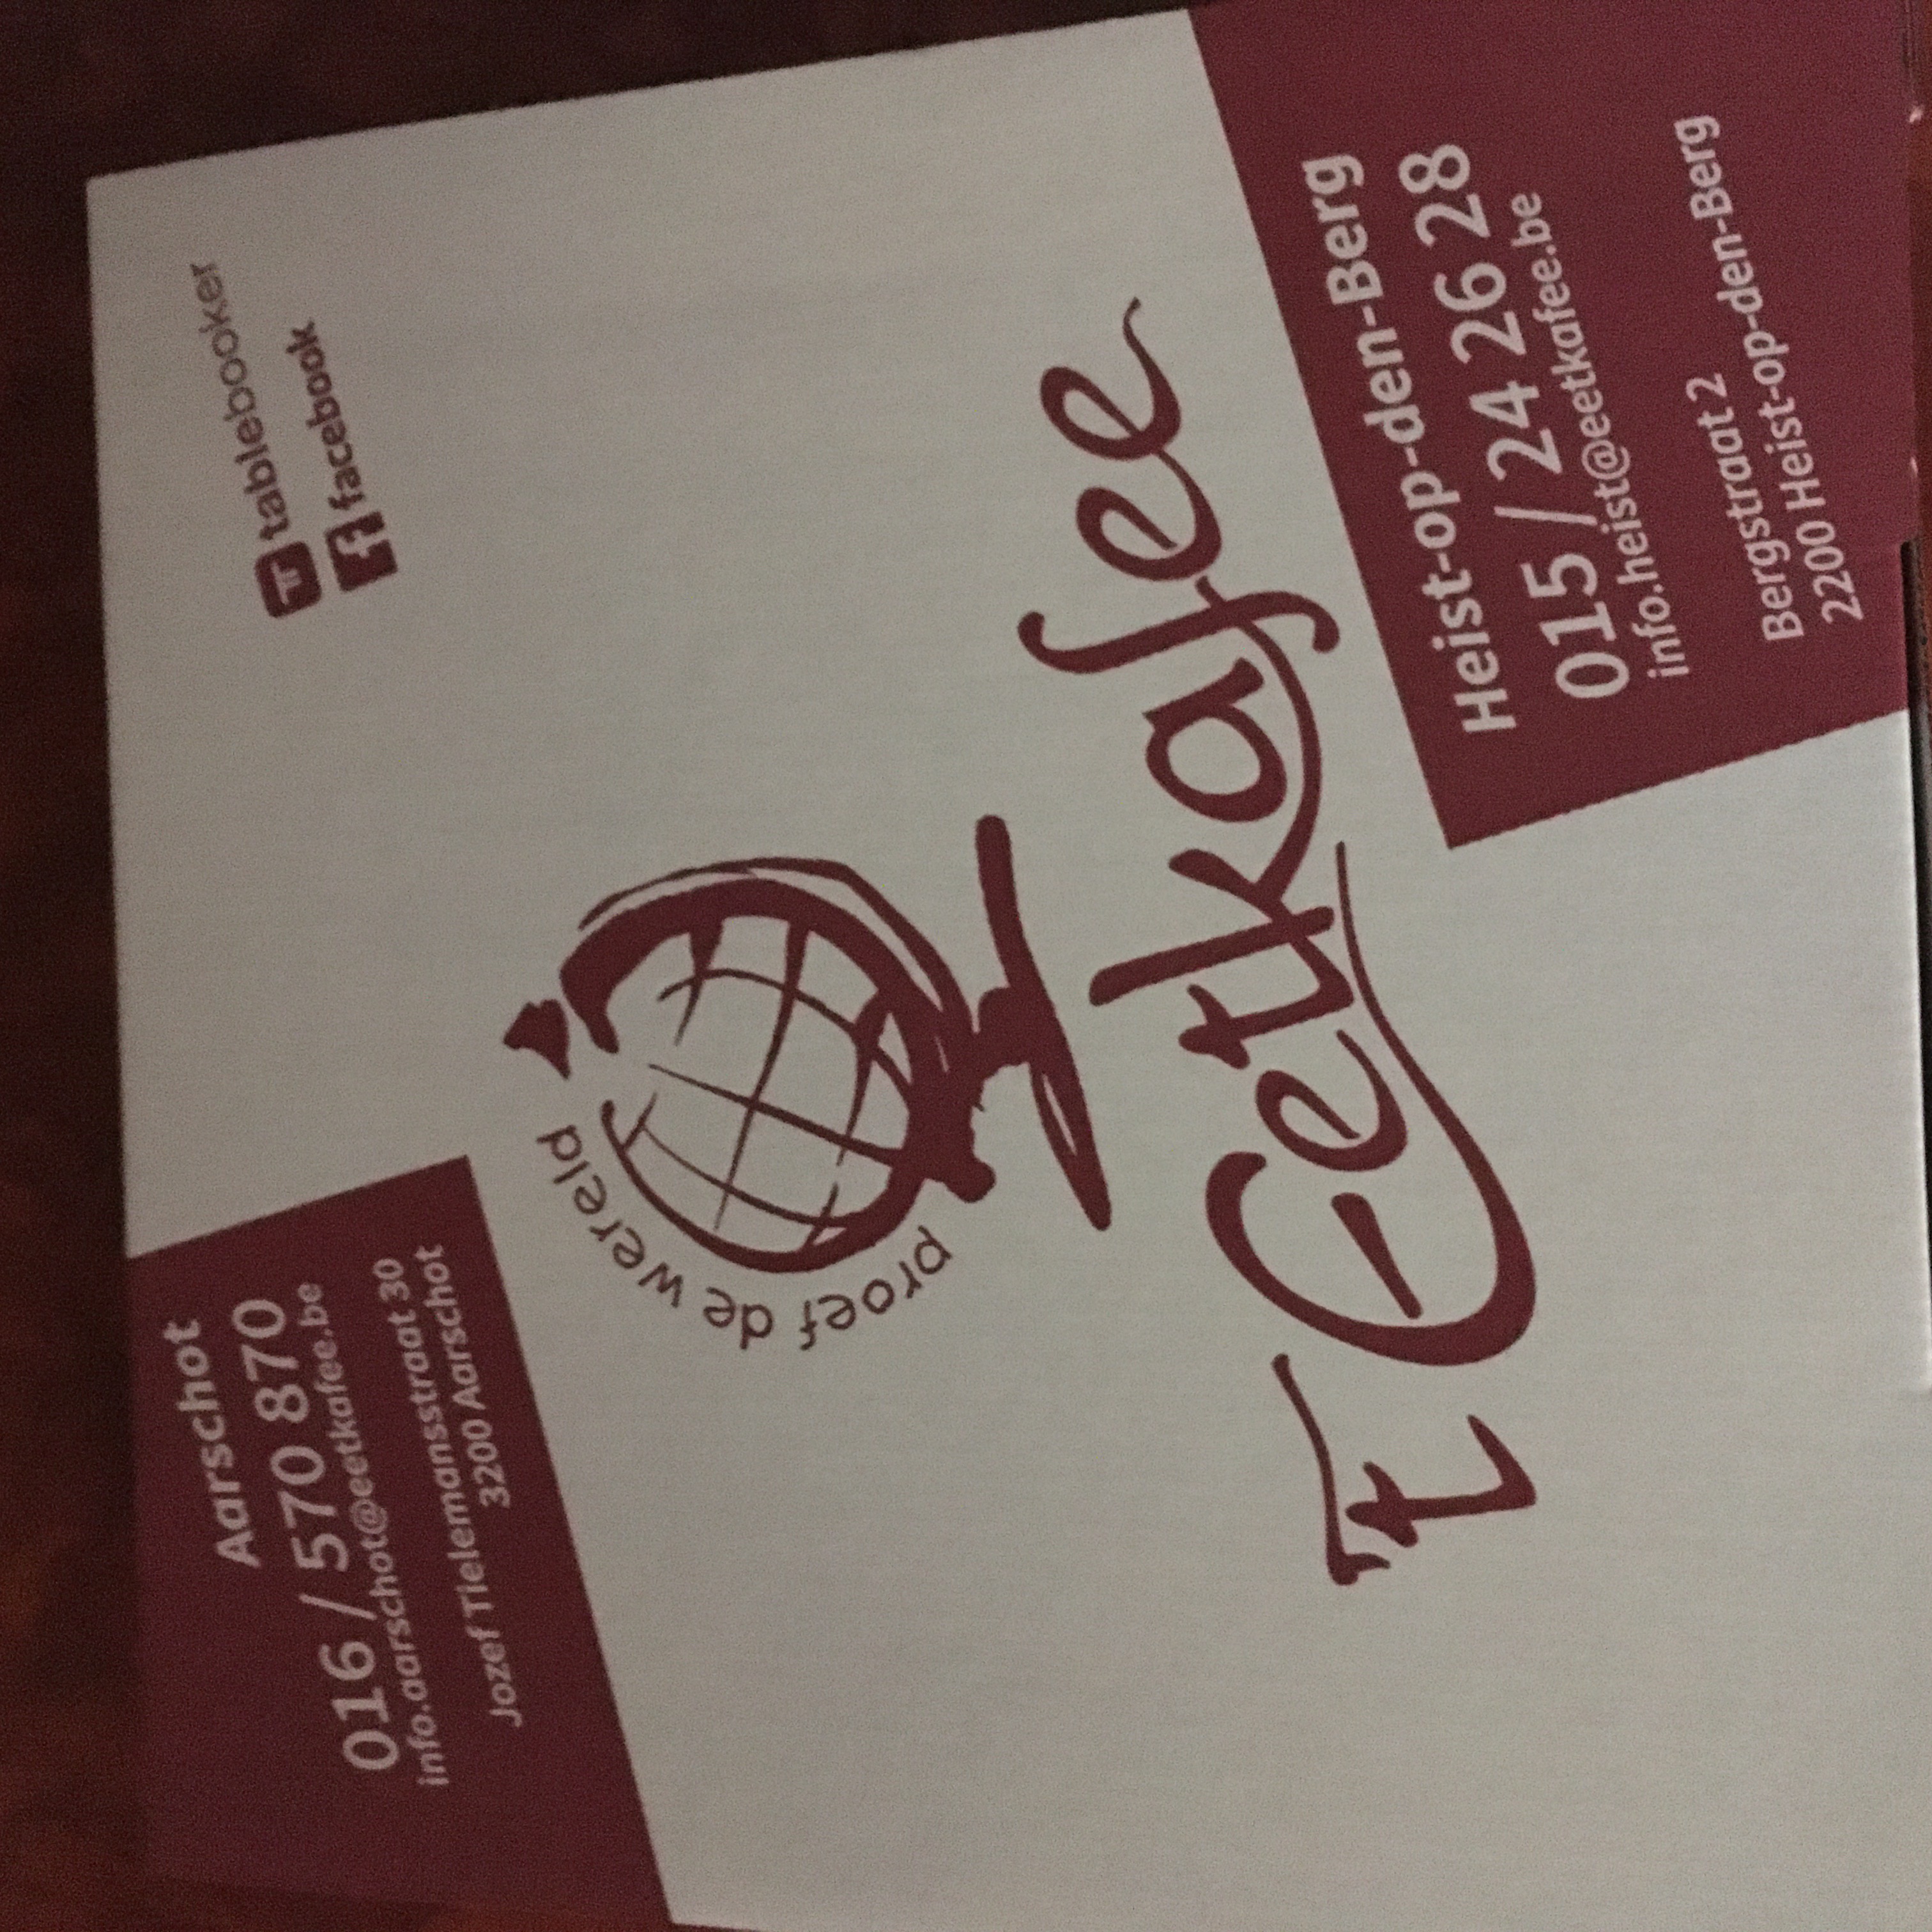 Aarschot
016 / 570 870
info.aarschot@eetkafee.be
Jozef Tielemansstraat 30
3200 Aarschot
tablebooker
facebook
proef de wereld
't Eetkafee
Heist-op-den-Berg
015 / 24 26 28
info.heist@eetkafee.be
Bergstraat 2
2200 Heist-op-den-Berg